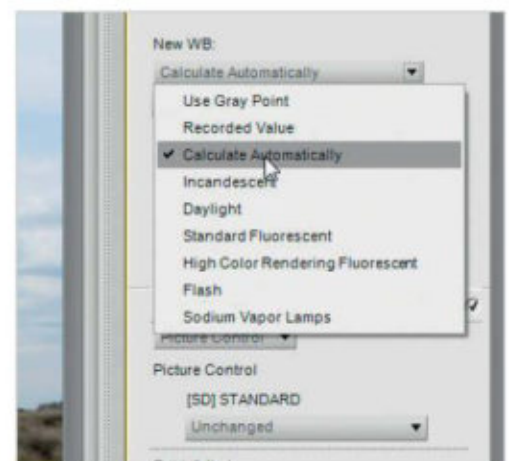 New WB:
Calculate Automatically
Use Gray Point
Recorded Value
Calculate Automatically
Incandescent
Daylight
Standard Fluorescent
High Color Rendering Fluorescent
Flash
Sodium Vapor Lamps
Picture Control
Picture Control
[SD] STANDARD
Unchanged